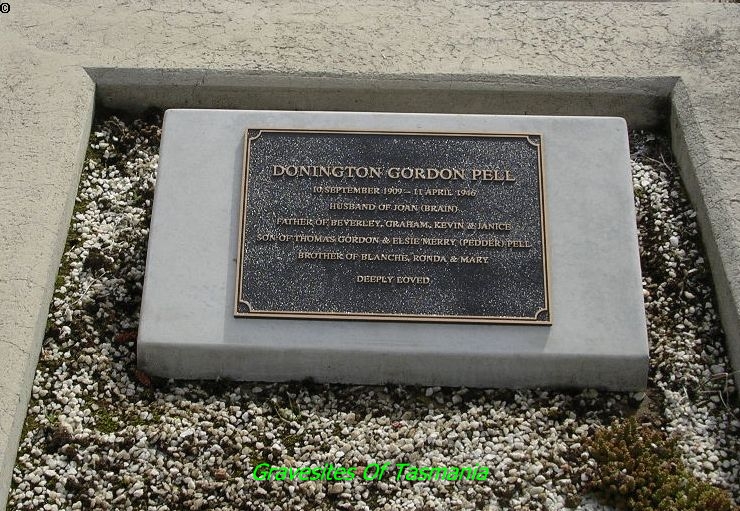 ©
DONINGTON GORDON PELL
10 SEPTEMBER 1909 – 11 APRIL 1946
HUSBAND OF JOAN (BRAIN)
FATHER OF BEVERLEY, GRAHAM, KEVIN & JANICE
SON OF THOMAS GORDON & ELSIE MERRY (PEDDER) PELL
BROTHER OF BLANCHE, RONDA & MARY
DEEPLY LOVED
Gravesites Of Tasmania